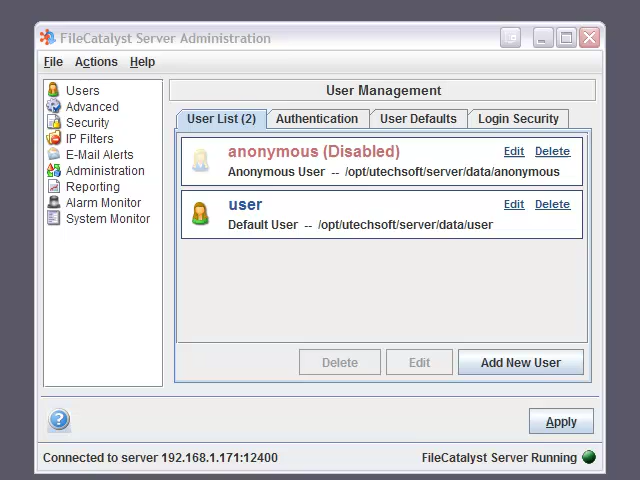 FileCatalyst Server Administration
File Actions Help
Users
Advanced
Security
IP Filters
E-Mail Alerts
Administration
Reporting
Alarm Monitor
System Monitor
User Management
User List (2) Authentication User Defaults Login Security
anonymous (Disabled) Edit Delete
Anonymous User -- /opt/utechsoft/server/data/anonymous
user Edit Delete
Default User -- /opt/utechsoft/server/data/user
Delete Edit Add New User
Apply
Connected to server 192.168.1.171:12400 FileCatalyst Server Running